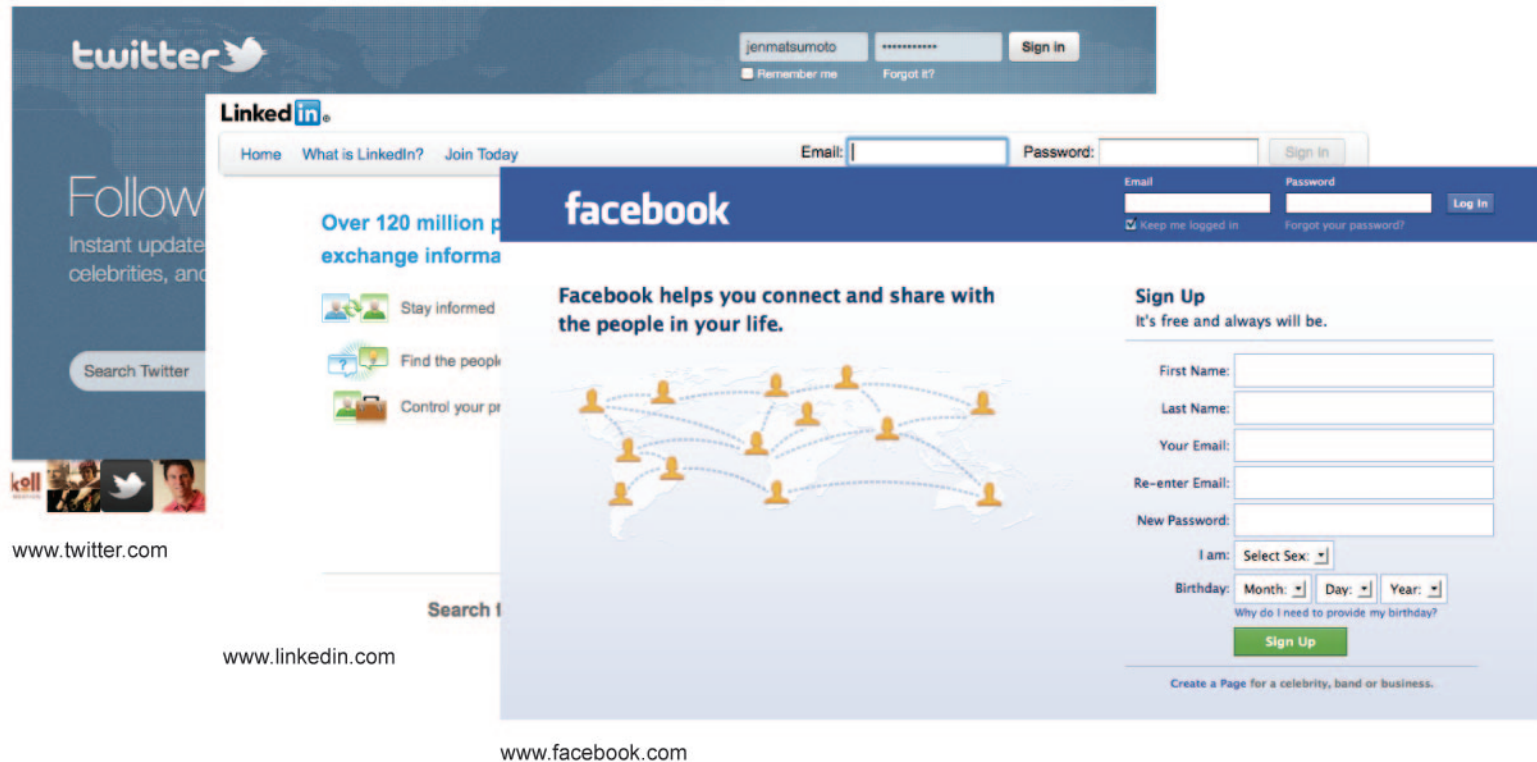 twitter
jenmatsumoto
Sign in
Remember me
Forgot it?
Follow
Instant update
celebrities, and
Search Twitter
www.twitter.com
Linked in
Home What is LinkedIn? Join Today
Email: Password: Sign In
Over 120 million p
exchange informa
Stay informed
Find the people
Control your pr
Search f
www.linkedin.com
facebook
Email Password
Log In
Keep me logged in Forgot your password?
Facebook helps you connect and share with
the people in your life.
Sign Up
It's free and always will be.
First Name:
Last Name:
Your Email:
Re-enter Email:
New Password:
I am: Select Sex:
Birthday: Month: Day: Year:
Why do I need to provide my birthday?
Sign Up
Create a Page for a celebrity, band or business.
www.facebook.com